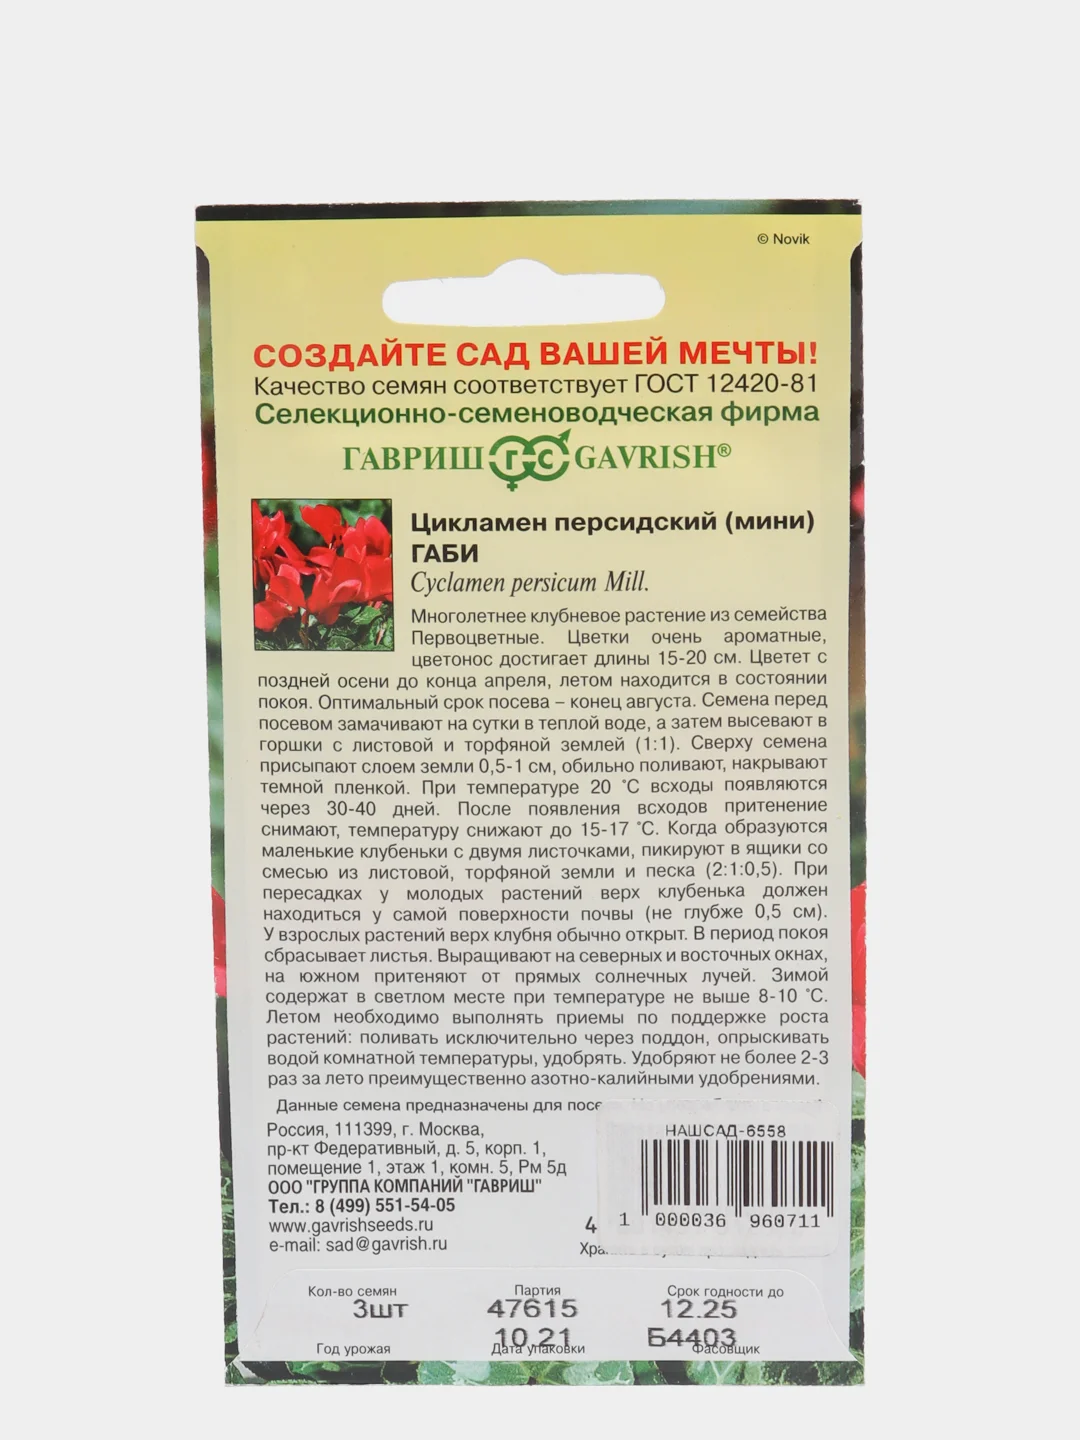 © Novik
СОЗДАЙТЕ САД ВАШЕЙ МЕЧТЫ!
Качество семян соответствует ГОСТ 12420-81
Селекционно-семеноводческая фирма
ГАВРИШ ГС GAVRISH®
Цикламен персидский (мини)
ГАБИ
Cyclamen persicum Mill.
Многолетнее клубневое растение из семейства
Первоцветные. Цветки очень ароматные,
цветонос достигает длины 15-20 см. Цветет с
поздней осени до конца апреля, летом находится в состоянии
покоя. Оптимальный срок посева – конец августа. Семена перед
посевом замачивают на сутки в теплой воде, а затем высевают в
горшки с листовой и торфяной землей (1:1). Сверху семена
присыпают слоем земли 0,5-1 см, обильно поливают, накрывают
темной пленкой. При температуре 20 °С всходы появляются
через 30-40 дней. После появления всходов притенение
снимают, температуру снижают до 15-17 °С. Когда образуются
маленькие клубеньки с двумя листочками, пикируют в ящики со
смесью из листовой, торфяной земли и песка (2:1:0,5). При
пересадках у молодых растений верх клубенька должен
находиться у самой поверхности почвы (не глубже 0,5 см).
У взрослых растений верх клубня обычно открыт. В период покоя
сбрасывает листья. Выращивают на северных и восточных окнах,
на южном притеняют от прямых солнечных лучей. Зимой
содержат в светлом месте при температуре не выше 8-10 °С.
Летом необходимо выполнять приемы по поддержке роста
растений: поливать исключительно через поддон, опрыскивать
водой комнатной температуры, удобрять. Удобряют не более 2-3
раз за лето преимущественно азотно-калийными удобрениями.
Данные семена предназначены для
Россия, 111399, г. Москва,
пр-кт Федеративный, д. 5, корп. 1,
помещение 1, этаж 1, комн. 5, Рм 5д
ООО "ГРУППА КОМПАНИЙ "ГАВРИШ"
Тел.: 8 (499) 551-54-05
www.gavrishseeds.ru
e-mail: sad@gavrish.ru
НАШСАД-6558
1 000036 960711
4
Кол-во семян
3шт
Партия
47615
Срок годности до
12.25
Год урожая
10.21
Дата упаковки
Б4403
Фасовщик